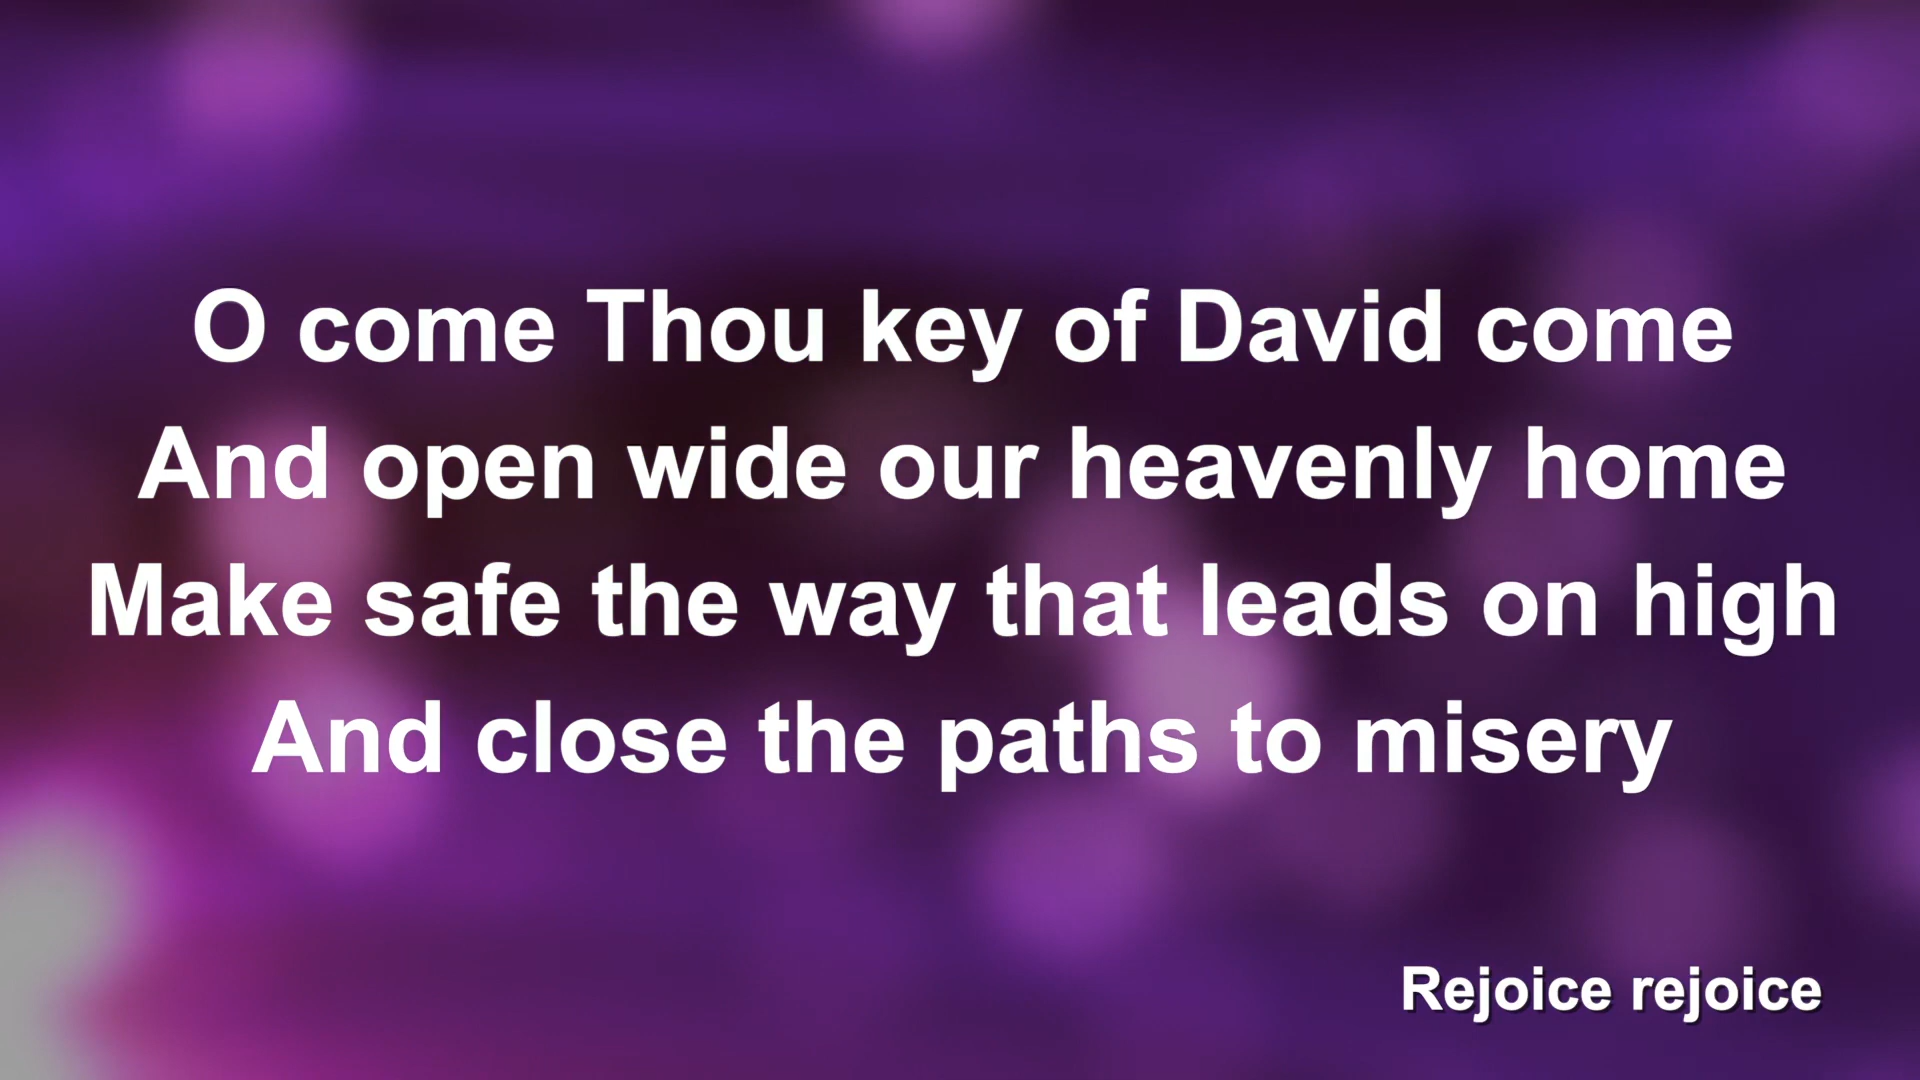 O come Thou key of David come
And open wide our heavenly home
Make safe the way that leads on high
And close the paths to misery
Rejoice rejoice